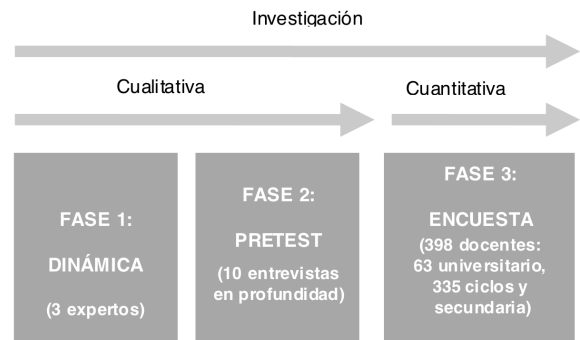 Investigación
Cualitativa
Cuantitativa
FASE 1:
DINÁMICA
(3 expertos)
FASE 2:
PRETEST
(10 entrevistas
en profundidad)
FASE 3:
ENCUESTA
(398 docentes:
63 universitario,
335 ciclos y
secundaria)